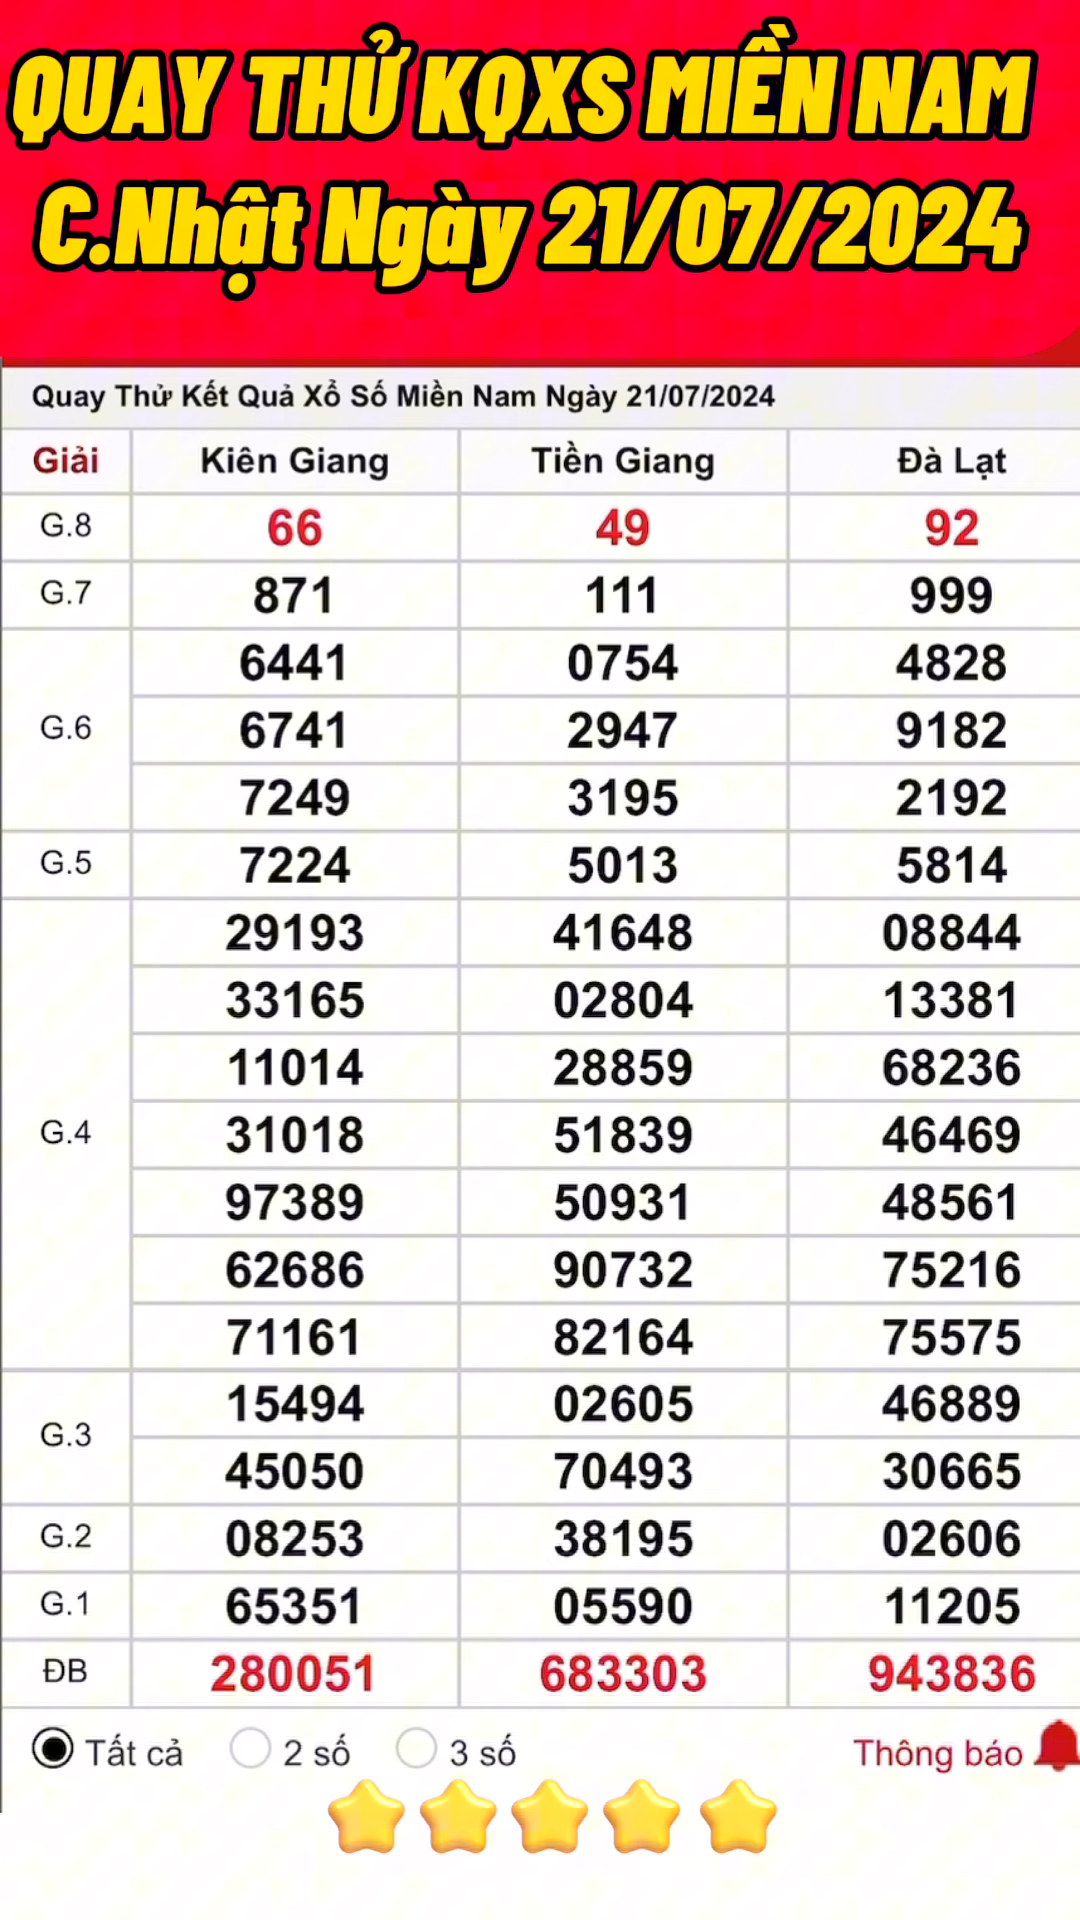 QUAY THỬ KQXS MIỀN NAM
C.Nhật Ngày 21/07/2024
Quay Thử Kết Quả Xổ Số Miền Nam Ngày 21/07/2024
Giải Kiên Giang Tiền Giang Đà Lạt
G.8 66 49 92
G.7 871 111 999
G.6 6441 0754 4828
6741 2947 9182
7249 3195 2192
G.5 7224 5013 5814
G.4 29193 41648 08844
33165 02804 13381
11014 28859 68236
31018 51839 46469
97389 50931 48561
62686 90732 75216
71161 82164 75575
G.3 15494 02605 46889
45050 70493 30665
G.2 08253 38195 02606
G.1 65351 05590 11205
ĐB 280051 683303 943836
Tất cả 2 số 3 số Thông báo